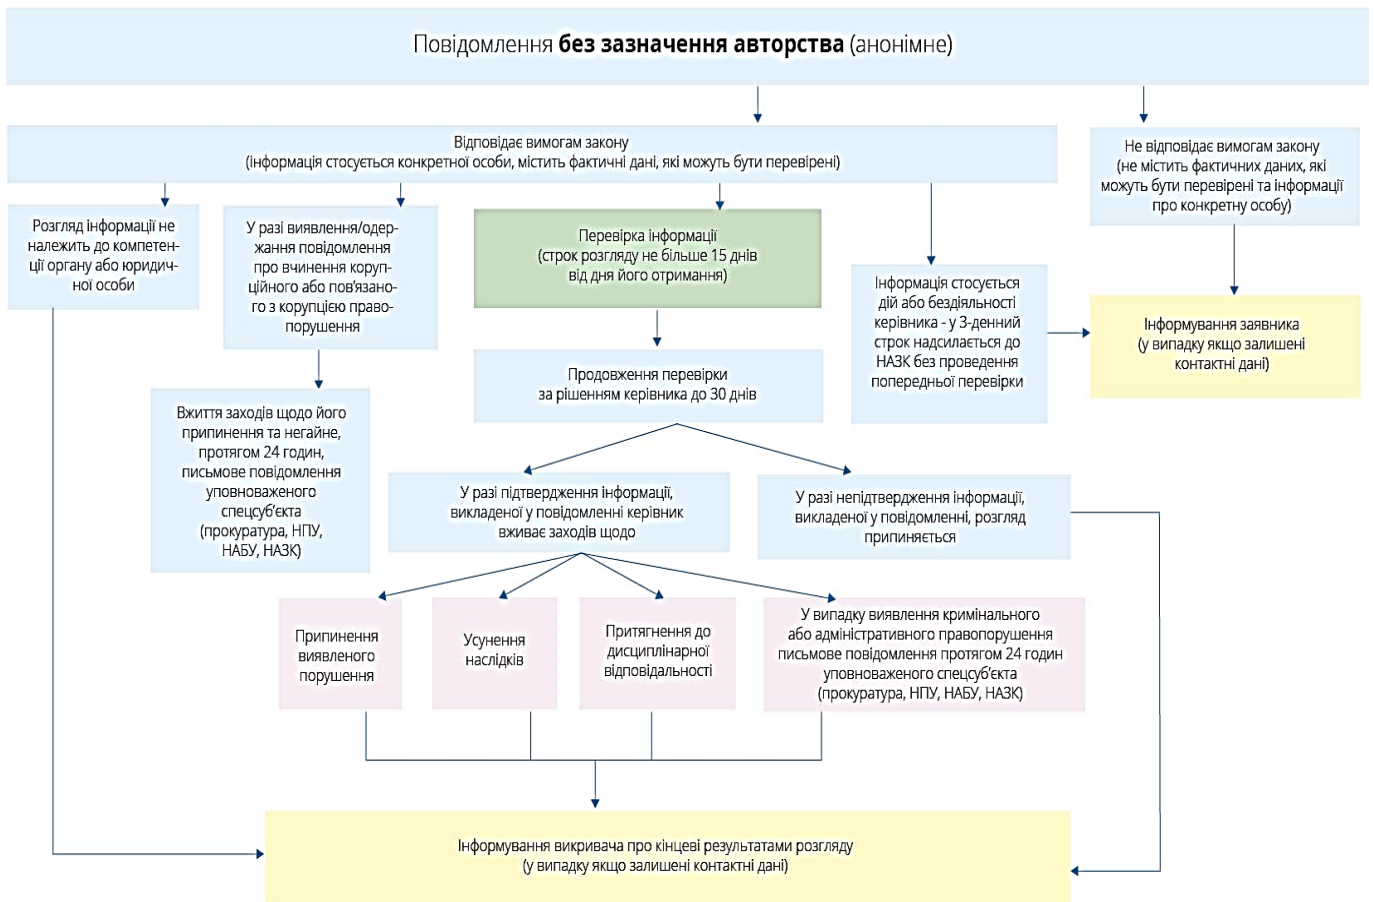 Повідомлення без зазначення авторства (анонімне)
Відповідає вимогам закону
(інформація стосується конкретної особи, містить фактичні дані, які можуть бути перевірені)
Не відповідає вимогам закону
(не містить фактичних даних, які
можуть бути перевірені та інформації
про конкретну особу)
Розгляд інформації не
належить до компетен-
ції органу або юридич-
ної особи
У разі виявлення/одер-
жання повідомлення
про вчинення коруп-
ційного або пов’язано-
го з корупцією право-
порушення
Перевірка інформації
(строк розгляду не більше 15 днів
від дня його отримання)
Інформація стосується
дій або бездіяльності
керівника - у 3-денний
строк надсилається до
НАЗК без проведення
попередньої перевірки
Інформування заявника
(у випадку якщо залишені
контактні дані)
Продовження перевірки
за рішенням керівника до 30 днів
Вжиття заходів щодо його
припинення та негайне,
протягом 24 годин,
письмове повідомлення
уповноваженого
спецсуб’єкта
(прокуратура, НПУ,
НАБУ, НАЗК)
У разі підтвердження інформації,
викладеної у повідомленні керівник
вживає заходів щодо
У разі непідтвердження інформації,
викладеної у повідомленні, розгляд
припиняється
Припинення
виявленого
порушення
Усунення
наслідків
Притягнення до
дисциплінарної
відповідальності
У випадку виявлення кримінального
або адміністративного правопорушення
письмове повідомлення протягом 24 годин
уповноваженого спецсуб’єкта
(прокуратура, НПУ, НАБУ, НАЗК)
Інформування викривача про кінцеві результатами розгляду
(у випадку якщо залишені контактні дані)